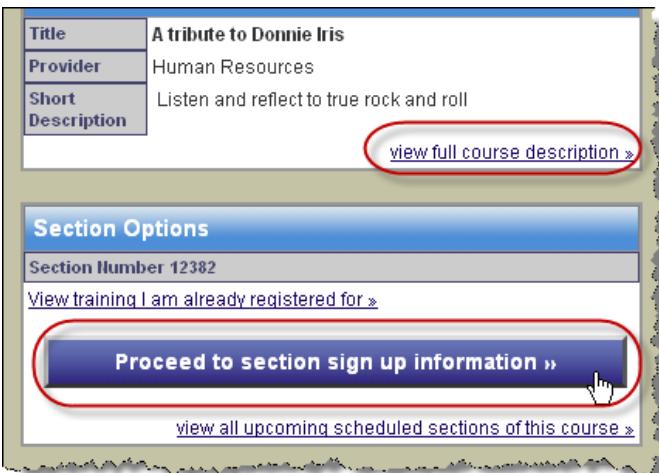 Title A tribute to Donnie Iris
Provider Human Resources
Short Listen and reflect to true rock and roll
Description
view full course description »
Section Options
Section Number 12382
View training I am already registered for »
Proceed to section sign up information »
view all upcoming scheduled sections of this course »